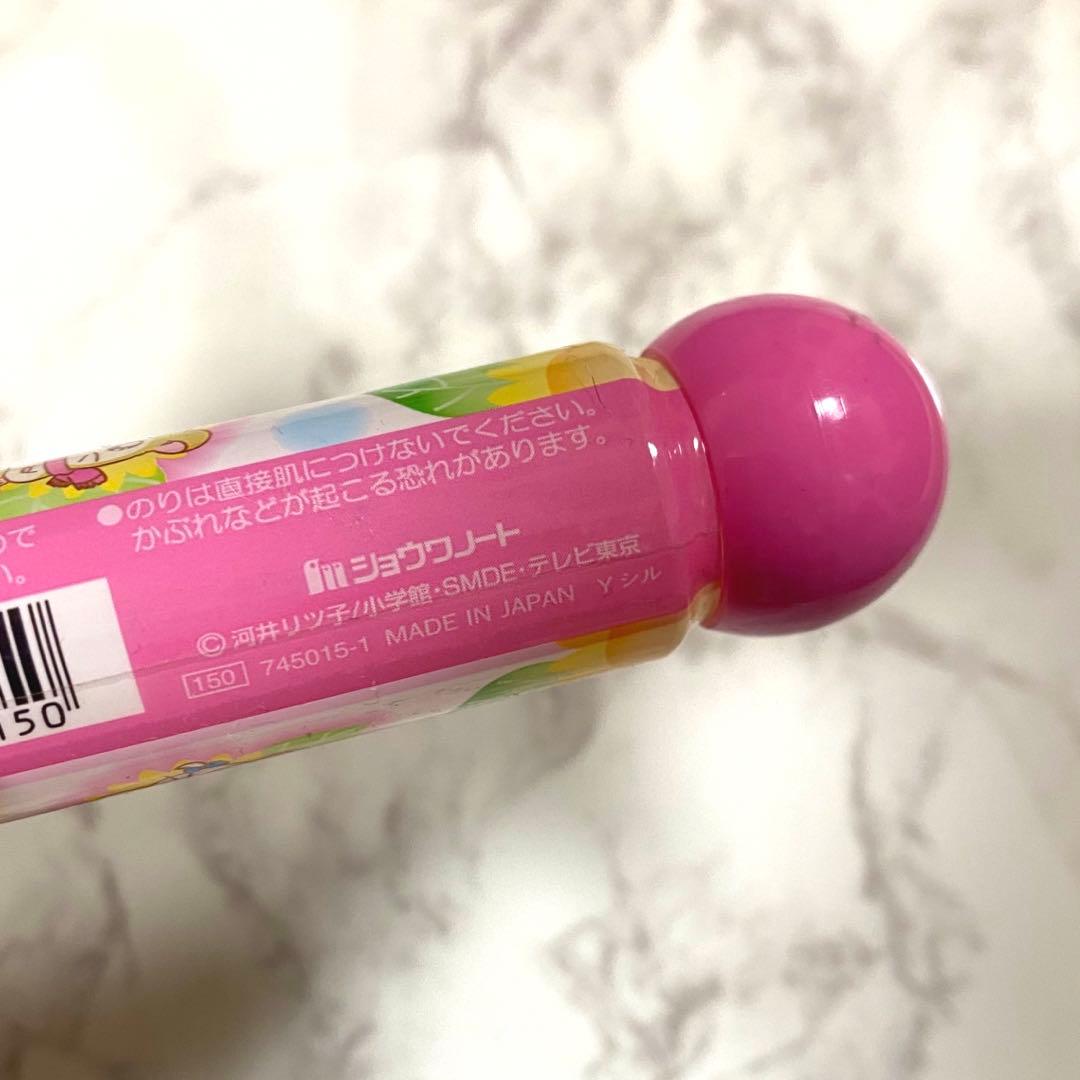 ●のりは直接肌につけないでください。
かぶれなどが起こる恐れがあります。
で
い。
ショウワノート
©河井リツ子/小学館・SMDE・テレビ東京
150 745015-1 MADE IN JAPAN Yシル
150